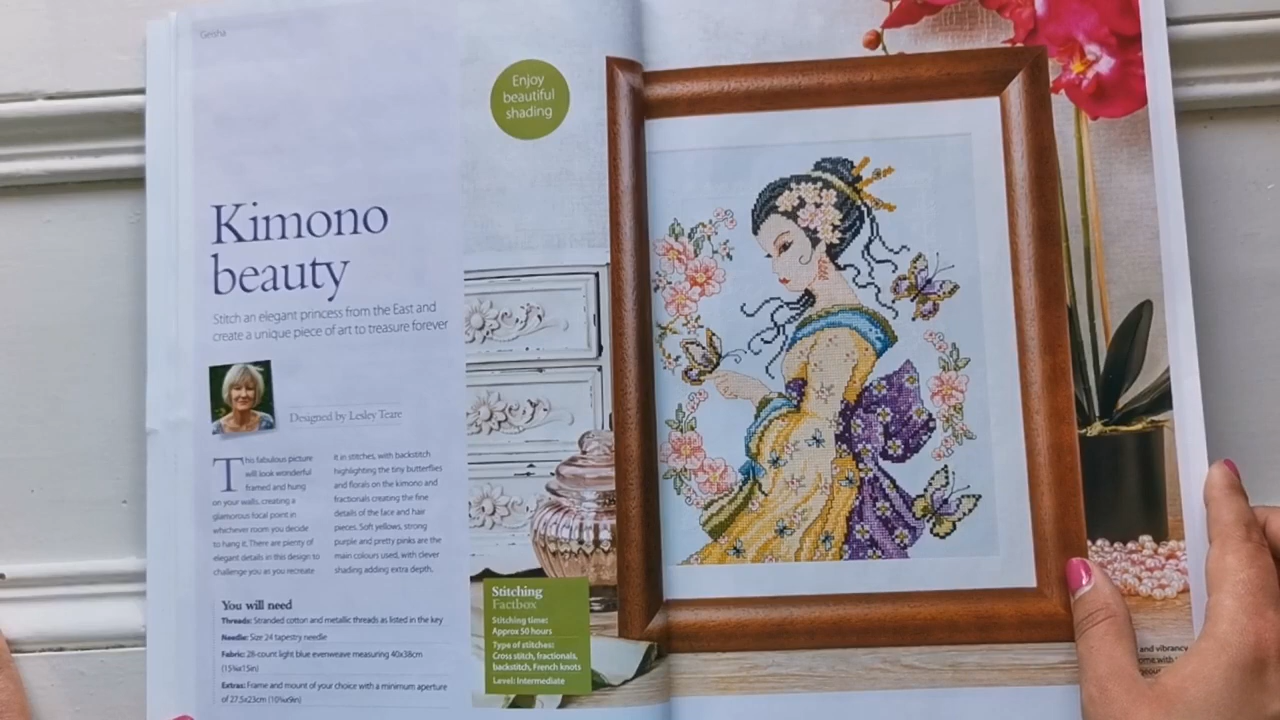 Geisha
Enjoy
beautiful
shading
Kimono
beauty
Stitch an elegant princess from the East and
create a unique piece of art to treasure forever
Designed by Lesley Teare
This fabulous picture
will look wonderful
framed and hung
on your walls, creating a
glamorous focal point in
whichever room you decide
to hang it. There are plenty of
elegant details in this design to
challenge you as you recreate
it in stitches, with backstitch
highlighting the tiny butterflies
and florals on the kimono and
fractionals creating the fine
details of the face and hair
pieces. Soft yellows, strong
purple and pretty pinks are the
main colours used, with clever
shading adding extra depth.
You will need
Threads: Stranded cotton and metallic threads as listed in the key
Needle: Size 24 tapestry needle
Fabric: 28-count light blue evenweave measuring 40x38cm
(15¾x15in)
Extras: Frame and mount of your choice with a minimum aperture
of 27.5x23cm (10¾x9in)
Stitching
Factbox
Stitching time:
Approx 50 hours
Type of stitches:
Cross stitch, fractionals,
backstitch, French knots
Level: Intermediate
and vibrancy